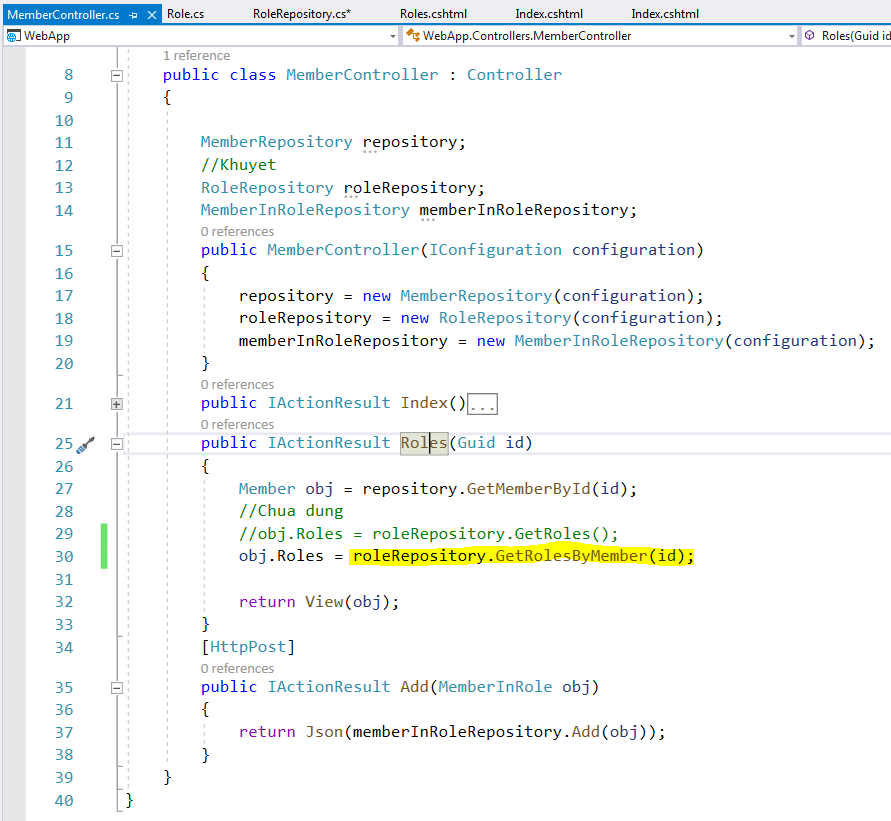 MemberController.cs Role.cs RoleRepository.cs* Roles.cshtml Index.cshtml Index.cshtml
WebApp WebApp.Controllers.MemberController Roles(Guid id
1 reference
8 public class MemberController : Controller
9 {
10
11 MemberRepository repository;
12 //Khuyet
13 RoleRepository roleRepository;
14 MemberInRoleRepository memberInRoleRepository;
0 references
15 public MemberController(IConfiguration configuration)
16 {
17 repository = new MemberRepository(configuration);
18 roleRepository = new RoleRepository(configuration);
19 memberInRoleRepository = new MemberInRoleRepository(configuration);
20 }
0 references
21 public IActionResult Index()...
0 references
25 public IActionResult Roles(Guid id)
26 {
27 Member obj = repository.GetMemberById(id);
28 //Chua dung
29 //obj.Roles = roleRepository.GetRoles();
30 obj.Roles = roleRepository.GetRolesByMember(id);
31
32 return View(obj);
33 }
34 [HttpPost]
0 references
35 public IActionResult Add(MemberInRole obj)
36 {
37 return Json(memberInRoleRepository.Add(obj));
38 }
39 }
40 }